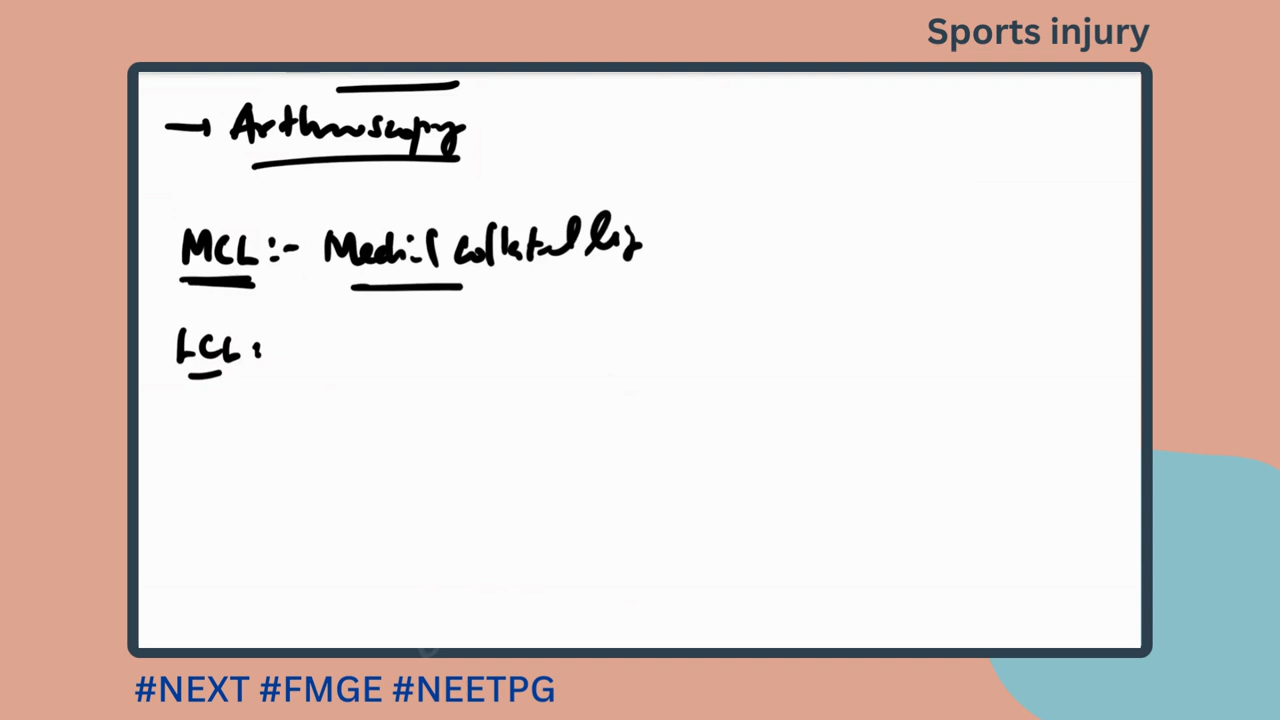 Sports injury
→ Arthroscopy
MCL :- Medial collateral lig
LCL :
#NEXT #FMGE #NEETPG